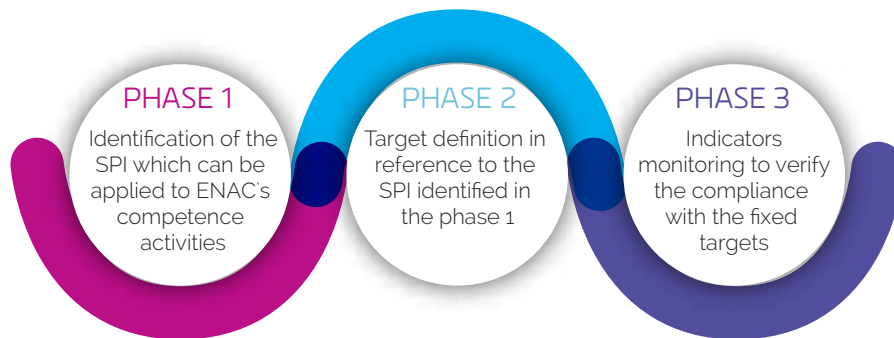 PHASE 1
Identification of the
SPI which can be
applied to ENAC's
competence
activities
PHASE 2
Target definition in
reference to the
SPI identified in
the phase 1
PHASE 3
Indicators
monitoring to verify
the compliance
with the fixed
targets